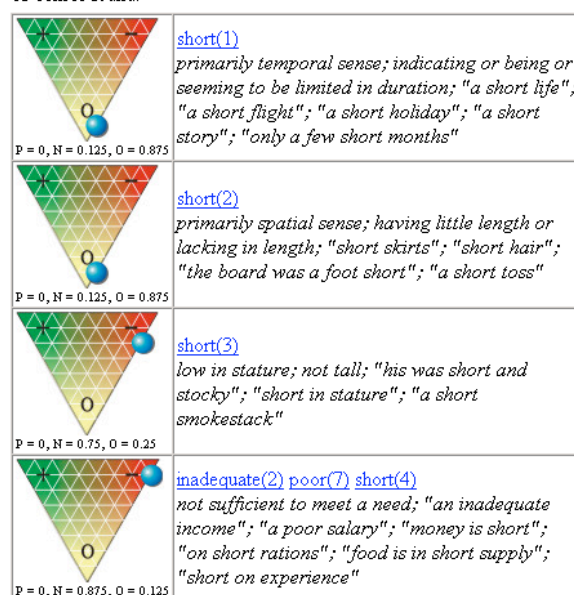 + −
O
P = 0, N = 0.125, O = 0.875
short(1)
primarily temporal sense; indicating or being or
seeming to be limited in duration; "a short life",
"a short flight"; "a short holiday"; "a short
story"; "only a few short months"
+ −
O
P = 0, N = 0.125, O = 0.875
short(2)
primarily spatial sense; having little length or
lacking in length; "short skirts"; "short hair";
"the board was a foot short"; "a short toss"
+ −
O
P = 0, N = 0.75, O = 0.25
short(3)
low in stature; not tall; "his was short and
stocky"; "short in stature"; "a short
smokestack"
+
O
P = 0, N = 0.875, O = 0.125
inadequate(2) poor(7) short(4)
not sufficient to meet a need; "an inadequate
income"; "a poor salary"; "money is short";
"on short rations"; "food is in short supply";
"short on experience"